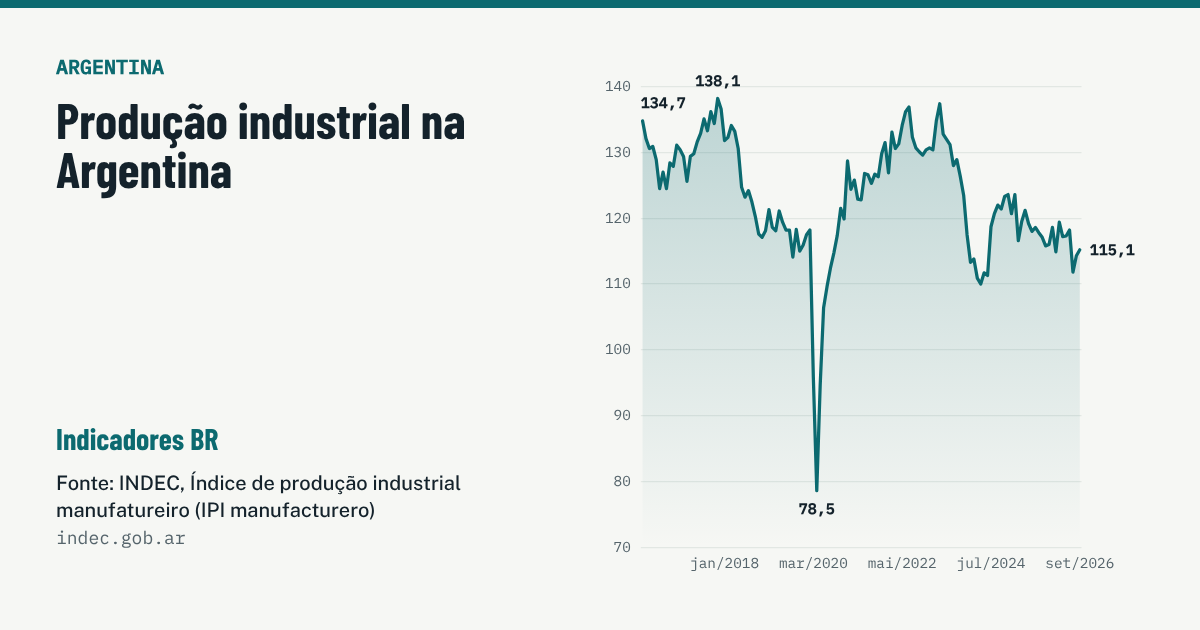 ARGENTINA
Produção industrial na
Argentina
Indicadores BR
Fonte: INDEC, Índice de produção industrial
manufatureiro (IPI manufacturero)
indec.gob.ar
138,1
140
134,7
130
120
115,1
110
100
90
80
78,5
70
jan/2018 mar/2020 mai/2022 jul/2024 set/2026